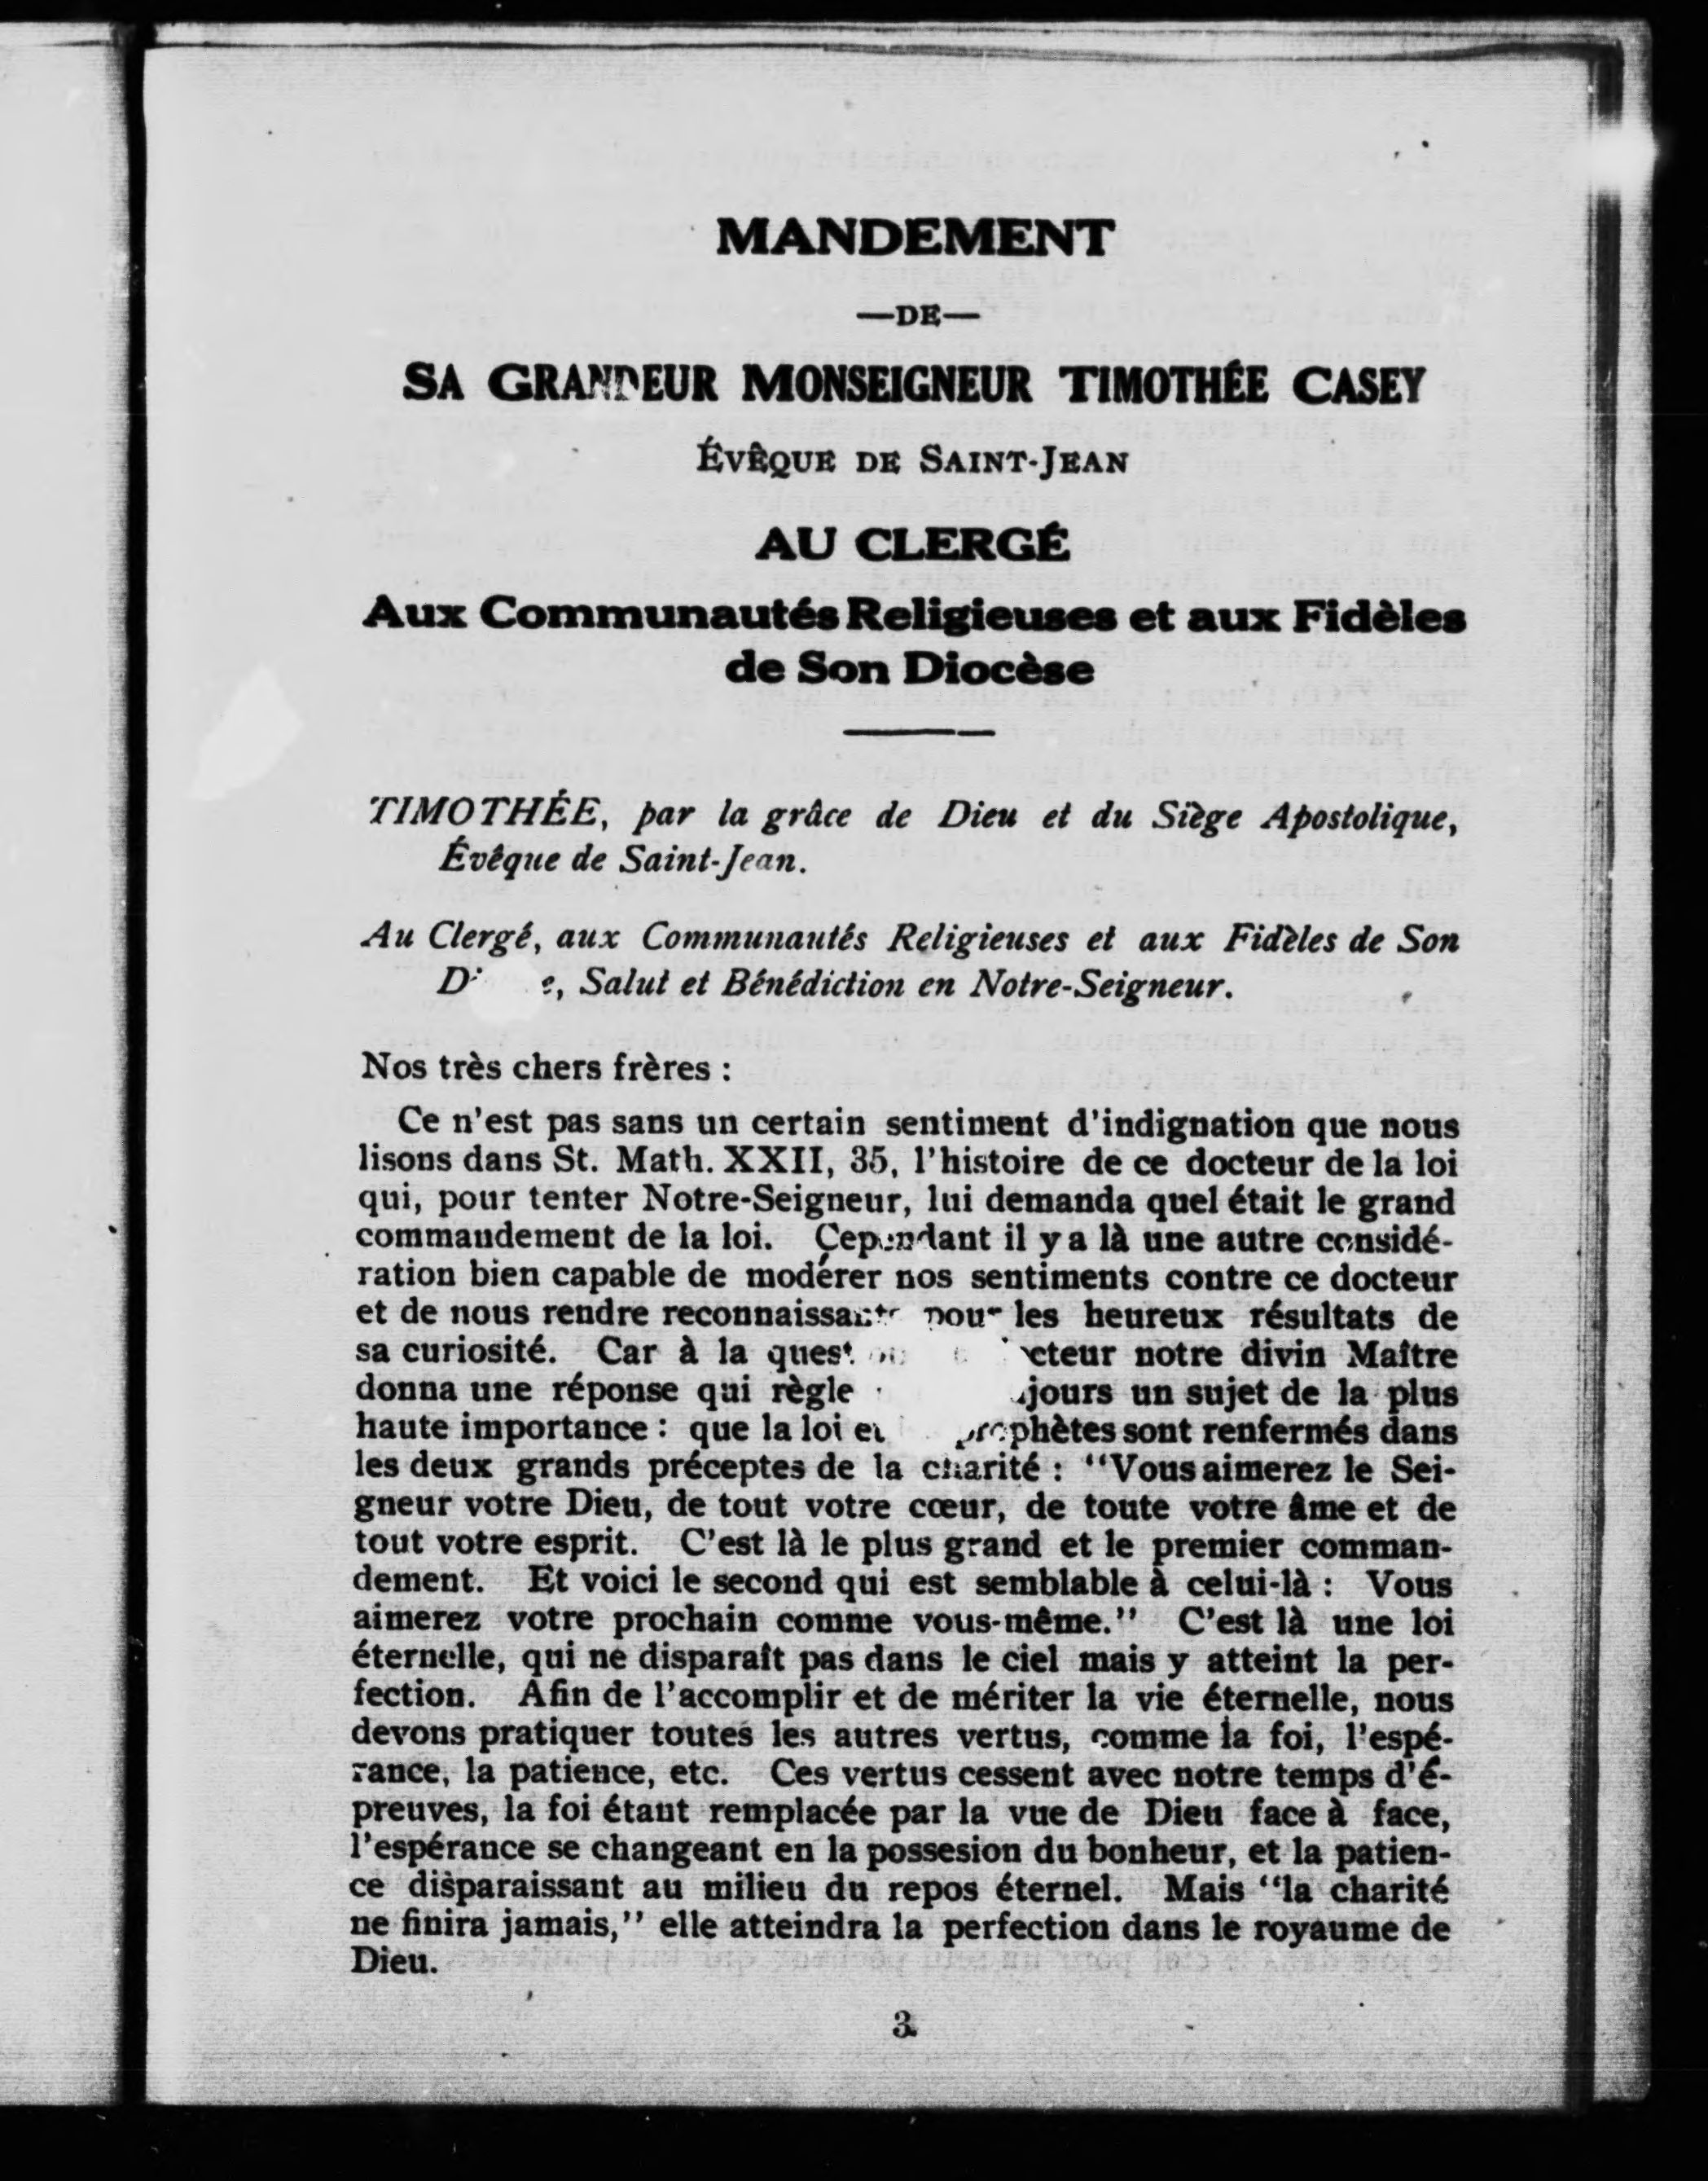 MANDEMENT
—DE—
SA GRANDEUR MONSEIGNEUR TIMOTHÉE CASEY
ÉVÊQUE DE SAINT-JEAN
AU CLERGÉ
Aux Communautés Religieuses et aux Fidèles
de Son Diocèse
TIMOTHÉE, par la grâce de Dieu et du Siège Apostolique,
Évêque de Saint-Jean.
Au Clergé, aux Communautés Religieuses et aux Fidèles de Son
Salut et Bénédiction en Notre-Seigneur.
Nos très chers frères :
Ce n'est pas sans un certain sentiment d'indignation que nous
lisons dans St. Math. XXII, 35, l'histoire de ce docteur de la loi
qui, pour tenter Notre-Seigneur, lui demanda quel était le grand
commandement de la loi. Cependant il y a là une autre considé-
ration bien capable de modérer nos sentiments contre ce docteur
et de nous rendre reconnaissants pour les heureux résultats de
sa curiosité. Car à la notre divin Maître
donna une réponse qui règle un sujet de la plus
haute importance : que la loi et prophètes sont renfermés dans
les deux grands préceptes de la charité : "Vous aimerez le Sei-
gneur votre Dieu, de tout votre cœur, de toute votre âme et de
tout votre esprit. C'est là le plus grand et le premier comman-
dement. Et voici le second qui est semblable à celui-là : Vous
aimerez votre prochain comme vous-même." C'est là une loi
éternelle, qui ne disparaît pas dans le ciel mais y atteint la per-
fection. Afin de l'accomplir et de mériter la vie éternelle, nous
devons pratiquer toutes les autres vertus, comme la foi, l'espé-
rance, la patience, etc. Ces vertus cessent avec notre temps d'é-
preuves, la foi étant remplacée par la vue de Dieu face à face,
l'espérance se changeant en la possesion du bonheur, et la patien-
ce disparaissant au milieu du repos éternel. Mais "la charité
ne finira jamais," elle atteindra la perfection dans le royaume de
Dieu.
3